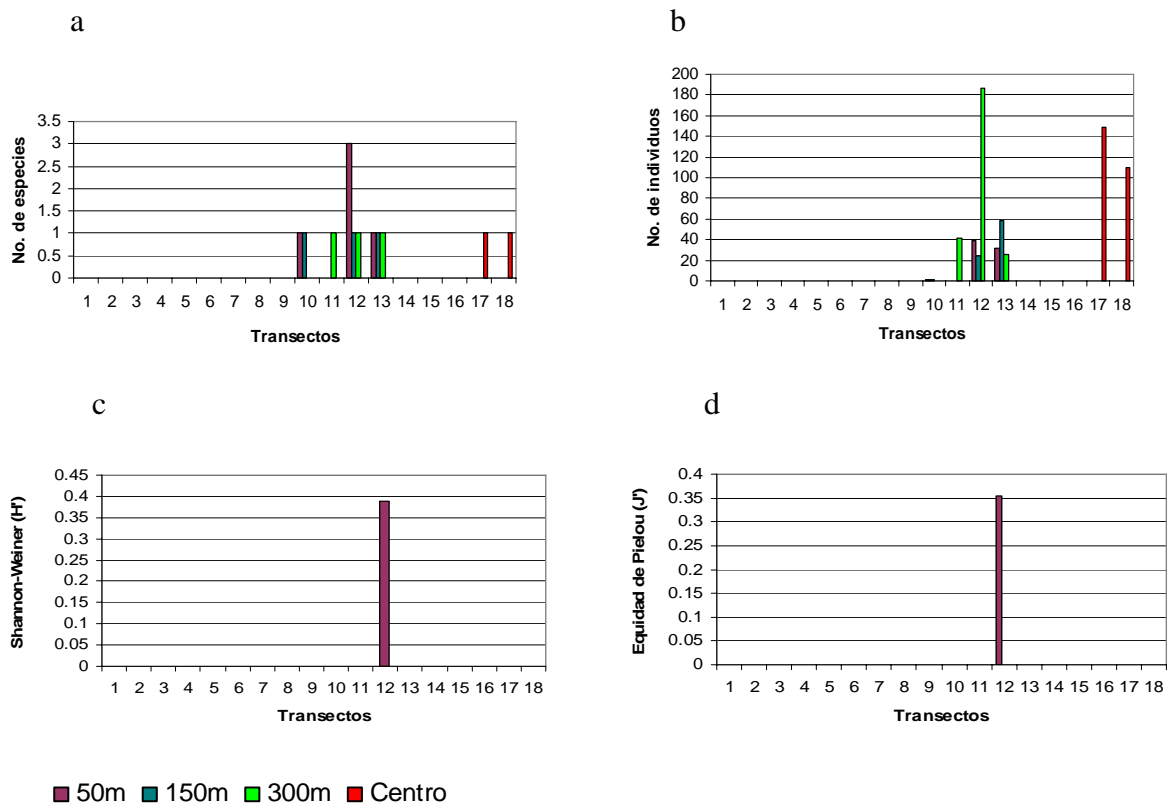 a
No. de especies
3.5
3
2.5
2
1.5
1
0.5
0
1 2 3 4 5 6 7 8 9 10 11 12 13 14 15 16 17 18
Transectos
b
No. de individuos
200
180
160
140
120
100
80
60
40
20
0
1 2 3 4 5 6 7 8 9 10 11 12 13 14 15 16 17 18
Transectos
c
Shannon-Weiner (H')
0.45
0.4
0.35
0.3
0.25
0.2
0.15
0.1
0.05
0
1 2 3 4 5 6 7 8 9 10 11 12 13 14 15 16 17 18
Transectos
d
Equidad de Pielou (J')
0.4
0.35
0.3
0.25
0.2
0.15
0.1
0.05
0
1 2 3 4 5 6 7 8 9 10 11 12 13 14 15 16 17 18
Transectos
50m 150m 300m Centro